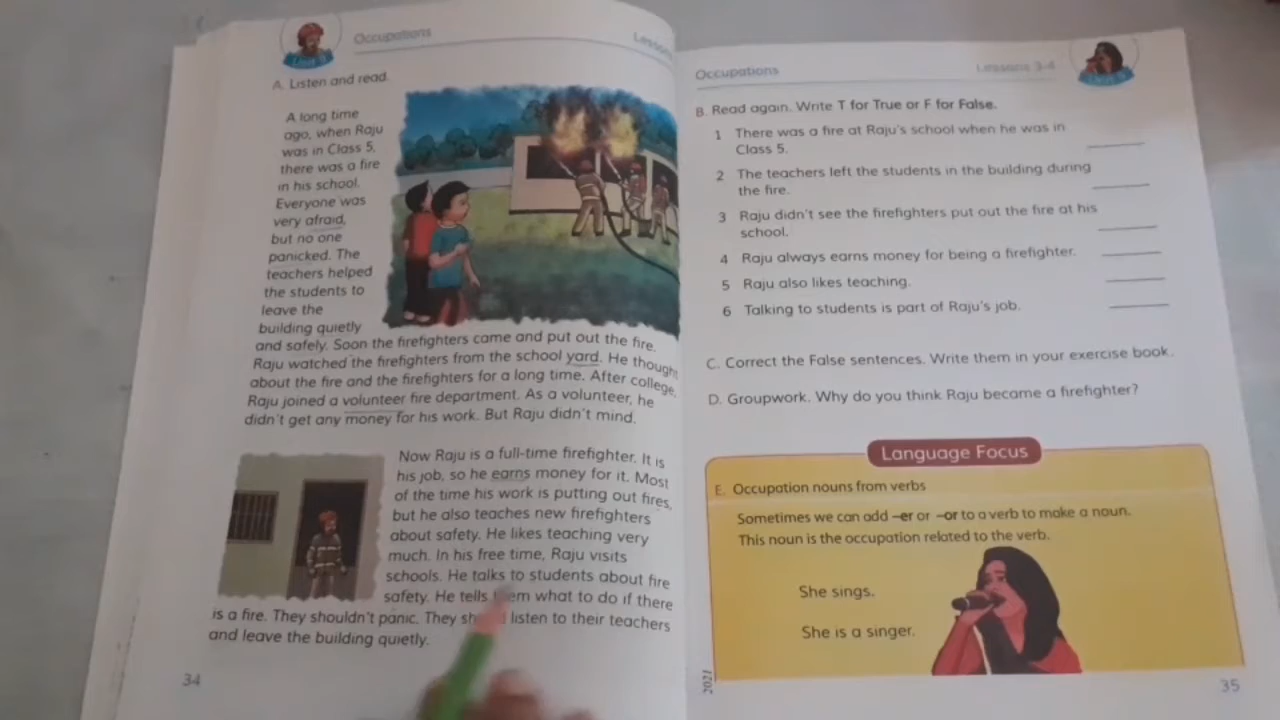 Occupations
A. Listen and read.
A long time
ago, when Raju
was in Class 5,
there was a fire
in his school.
Everyone was
very afraid,
but no one
panicked. The
teachers helped
the students to
leave the
building quietly
and safely. Soon the firefighters came and put out the fire.
Raju watched the firefighters from the school yard. He thought
about the fire and the firefighters for a long time. After college,
Raju joined a volunteer fire department. As a volunteer, he
didn't get any money for his work. But Raju didn't mind.
Now Raju is a full-time firefighter. It is
his job, so he earns money for it. Most
of the time his work is putting out fires,
but he also teaches new firefighters
about safety. He likes teaching very
much. In his free time, Raju visits
schools. He talks to students about fire
safety. He tells them what to do if there
is a fire. They shouldn't panic. They should listen to their teachers
and leave the building quietly.
34
Occupations
Lessons 3-4
B. Read again. Write T for True or F for False.
1 There was a fire at Raju's school when he was in
Class 5.
2 The teachers left the students in the building during
the fire.
3 Raju didn't see the firefighters put out the fire at his
school.
4 Raju always earns money for being a firefighter.
5 Raju also likes teaching.
6 Talking to students is part of Raju's job.
C. Correct the False sentences. Write them in your exercise book.
D. Groupwork. Why do you think Raju became a firefighter?
Language Focus
E. Occupation nouns from verbs
Sometimes we can add –er or –or to a verb to make a noun.
This noun is the occupation related to the verb.
She sings.
She is a singer.
2021
35